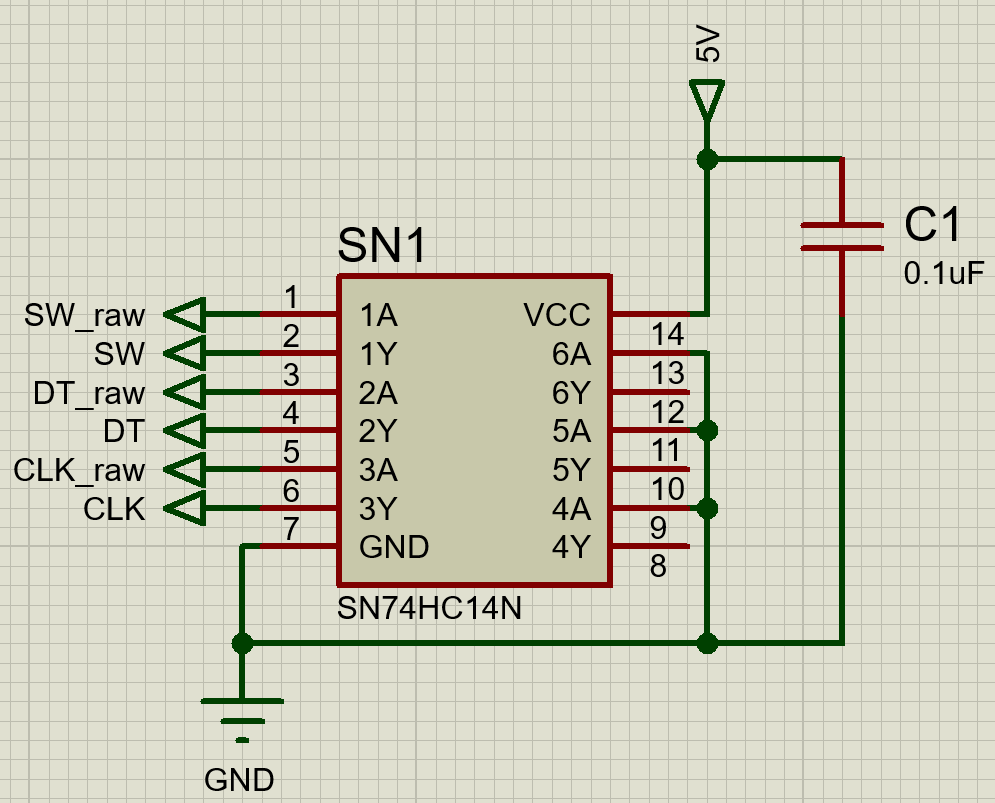 5V
C1
0.1uF
SN1
SW_raw 1 1A VCC 14
SW 2 1Y 6A 13
DT_raw 3 2A 6Y 12
DT 4 2Y 5A 11
CLK_raw 5 3A 5Y 10
CLK 6 3Y 4A 9
7 GND 4Y 8
SN74HC14N
GND